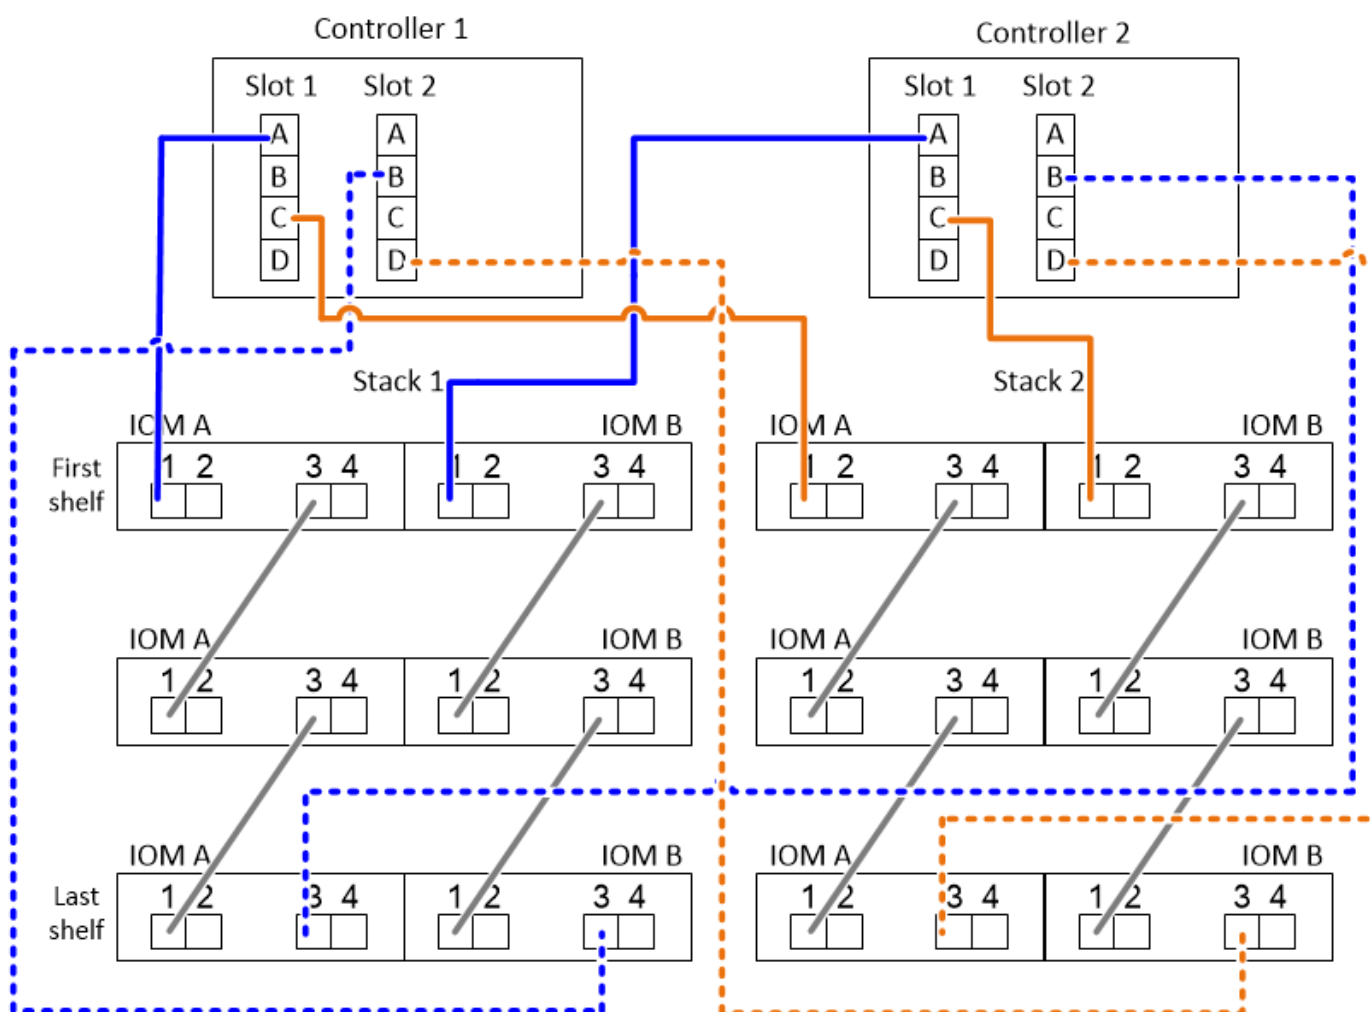 Controller 1
Controller 2
Slot 1 Slot 2
Slot 1 Slot 2
A A
B B
C C
D D
A A
B B
C C
D D
Stack 1
Stack 2
IOM A IOM B
IOM A IOM B
First
shelf
1 2 3 4 1 2 3 4
1 2 3 4 1 2 3 4
IOM A IOM B
IOM A IOM B
1 2 3 4 1 2 3 4
1 2 3 4 1 2 3 4
IOM A IOM B
IOM A IOM B
Last
shelf
1 2 3 4 1 2 3 4
1 2 3 4 1 2 3 4